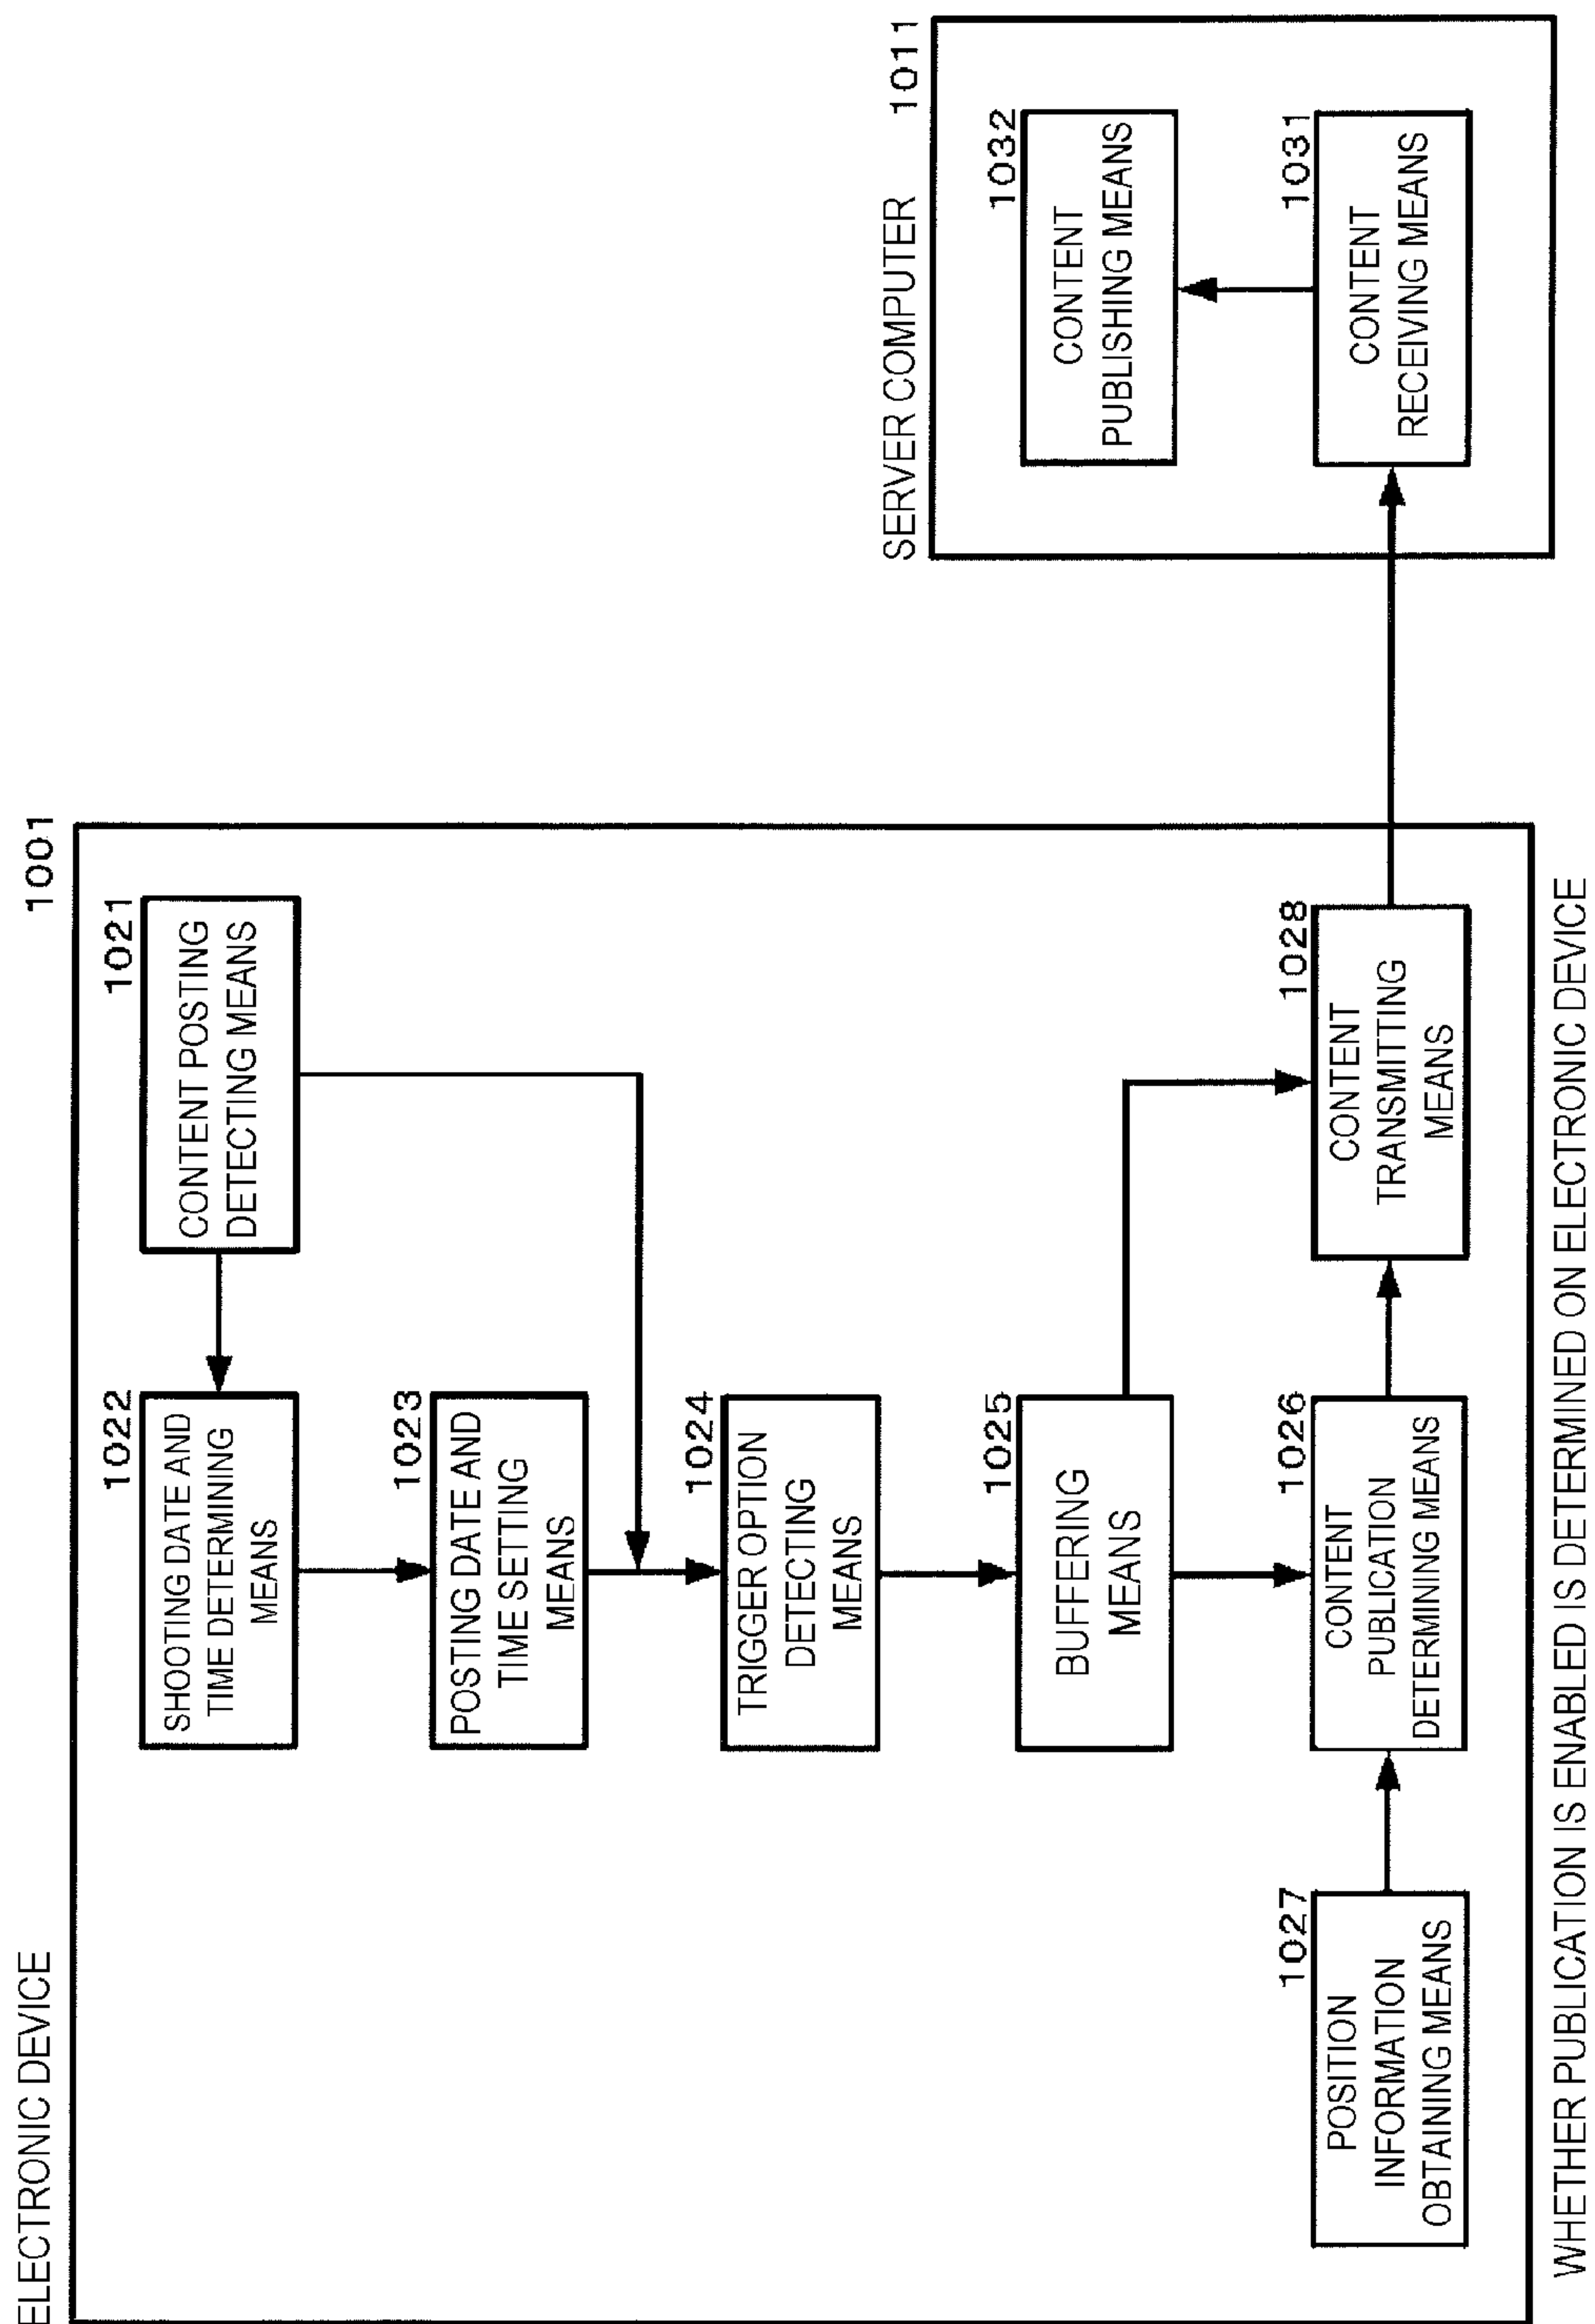 ELECTRONIC DEVICE
1001
1021
CONTENT POSTING
DETECTING MEANS
1022
SHOOTING DATE AND
TIME DETERMINING
MEANS
1023
POSTING DATE AND
TIME SETTING
MEANS
1024
TRIGGER OPTION
DETECTING
MEANS
1025
BUFFERING
MEANS
1027
POSITION
INFORMATION
OBTAINING MEANS
1026
CONTENT
PUBLICATION
DETERMINING MEANS
1028
CONTENT
TRANSMITTING
MEANS
SERVER COMPUTER
1011
1032
CONTENT
PUBLISHING MEANS
1031
CONTENT
RECEIVING MEANS
WHETHER PUBLICATION IS ENABLED IS DETERMINED ON ELECTRONIC DEVICE